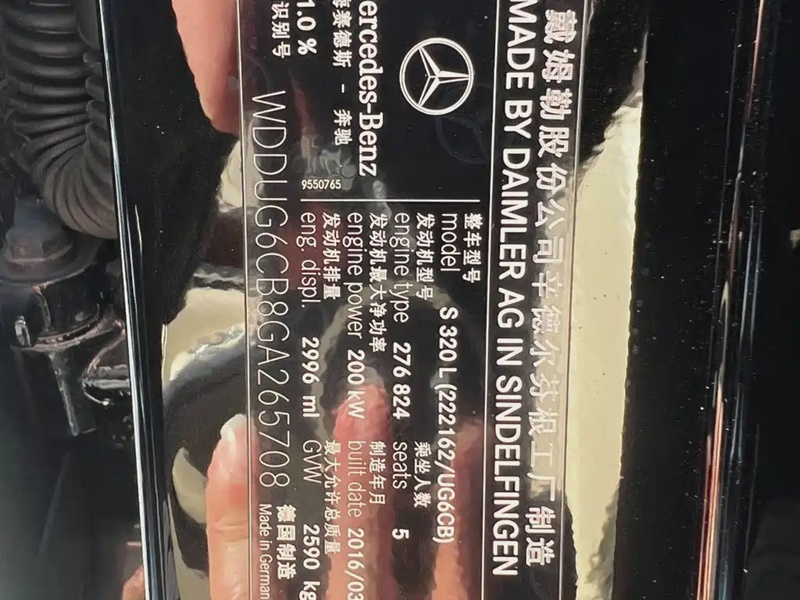 戴姆勒股份公司辛德尔芬根工厂制造
MADE BY DAIMLER AG IN SINDELFINGEN
Mercedes-Benz
梅赛德斯 - 奔驰
9550765
整车型号
model S 320 L (222162/UG6CB)
发动机型号 乘坐人数
engine type 276 824 seats 5
发动机最大净功率 制造年月
engine power 200 kW built date 2016/03
发动机排量 最大允许总质量
eng. displ. 2996 ml GVW 2590 kg
1.0 %
识别号 WDDUG6CB8GA265708 德国制造
Made in German